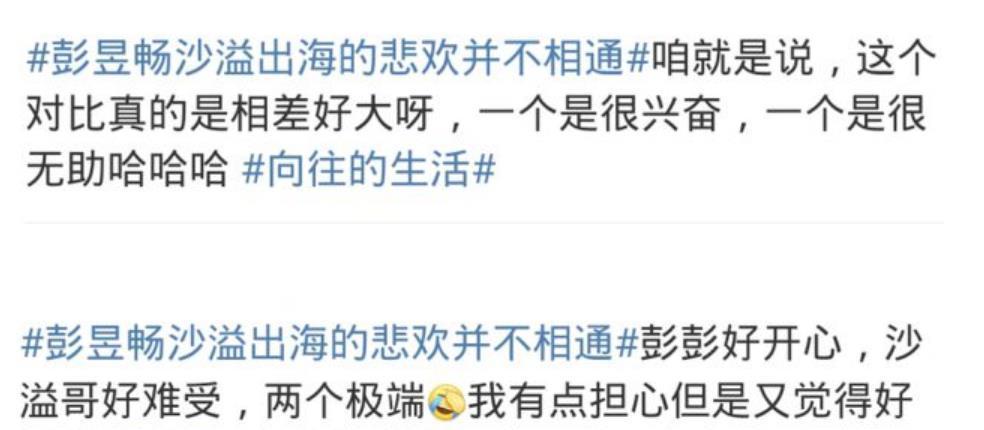 #彭昱畅沙溢出海的悲欢并不相通#咱就是说，这个
对比真的是相差好大呀，一个是很兴奋，一个是很
无助哈哈哈 #向往的生活#
#彭昱畅沙溢出海的悲欢并不相通#彭彭好开心，沙
溢哥好难受，两个极端🤣我有点担心但是又觉得好